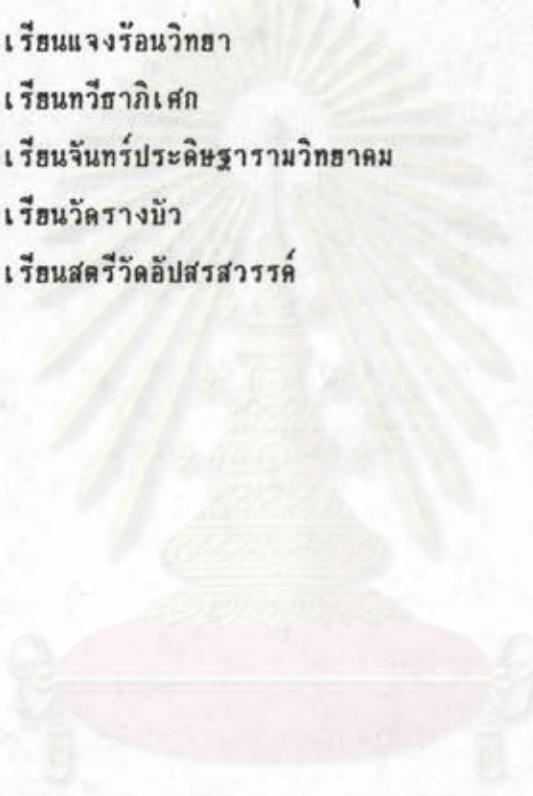 เรียนแจงร้อนวิทยา
เรียนทวีธาภิเศก
เรียนจันทร์ประดิษฐารามวิทยาคม
เรียนวัดรางบัว
เรียนสตรีวัดอัปสรสวรรค์